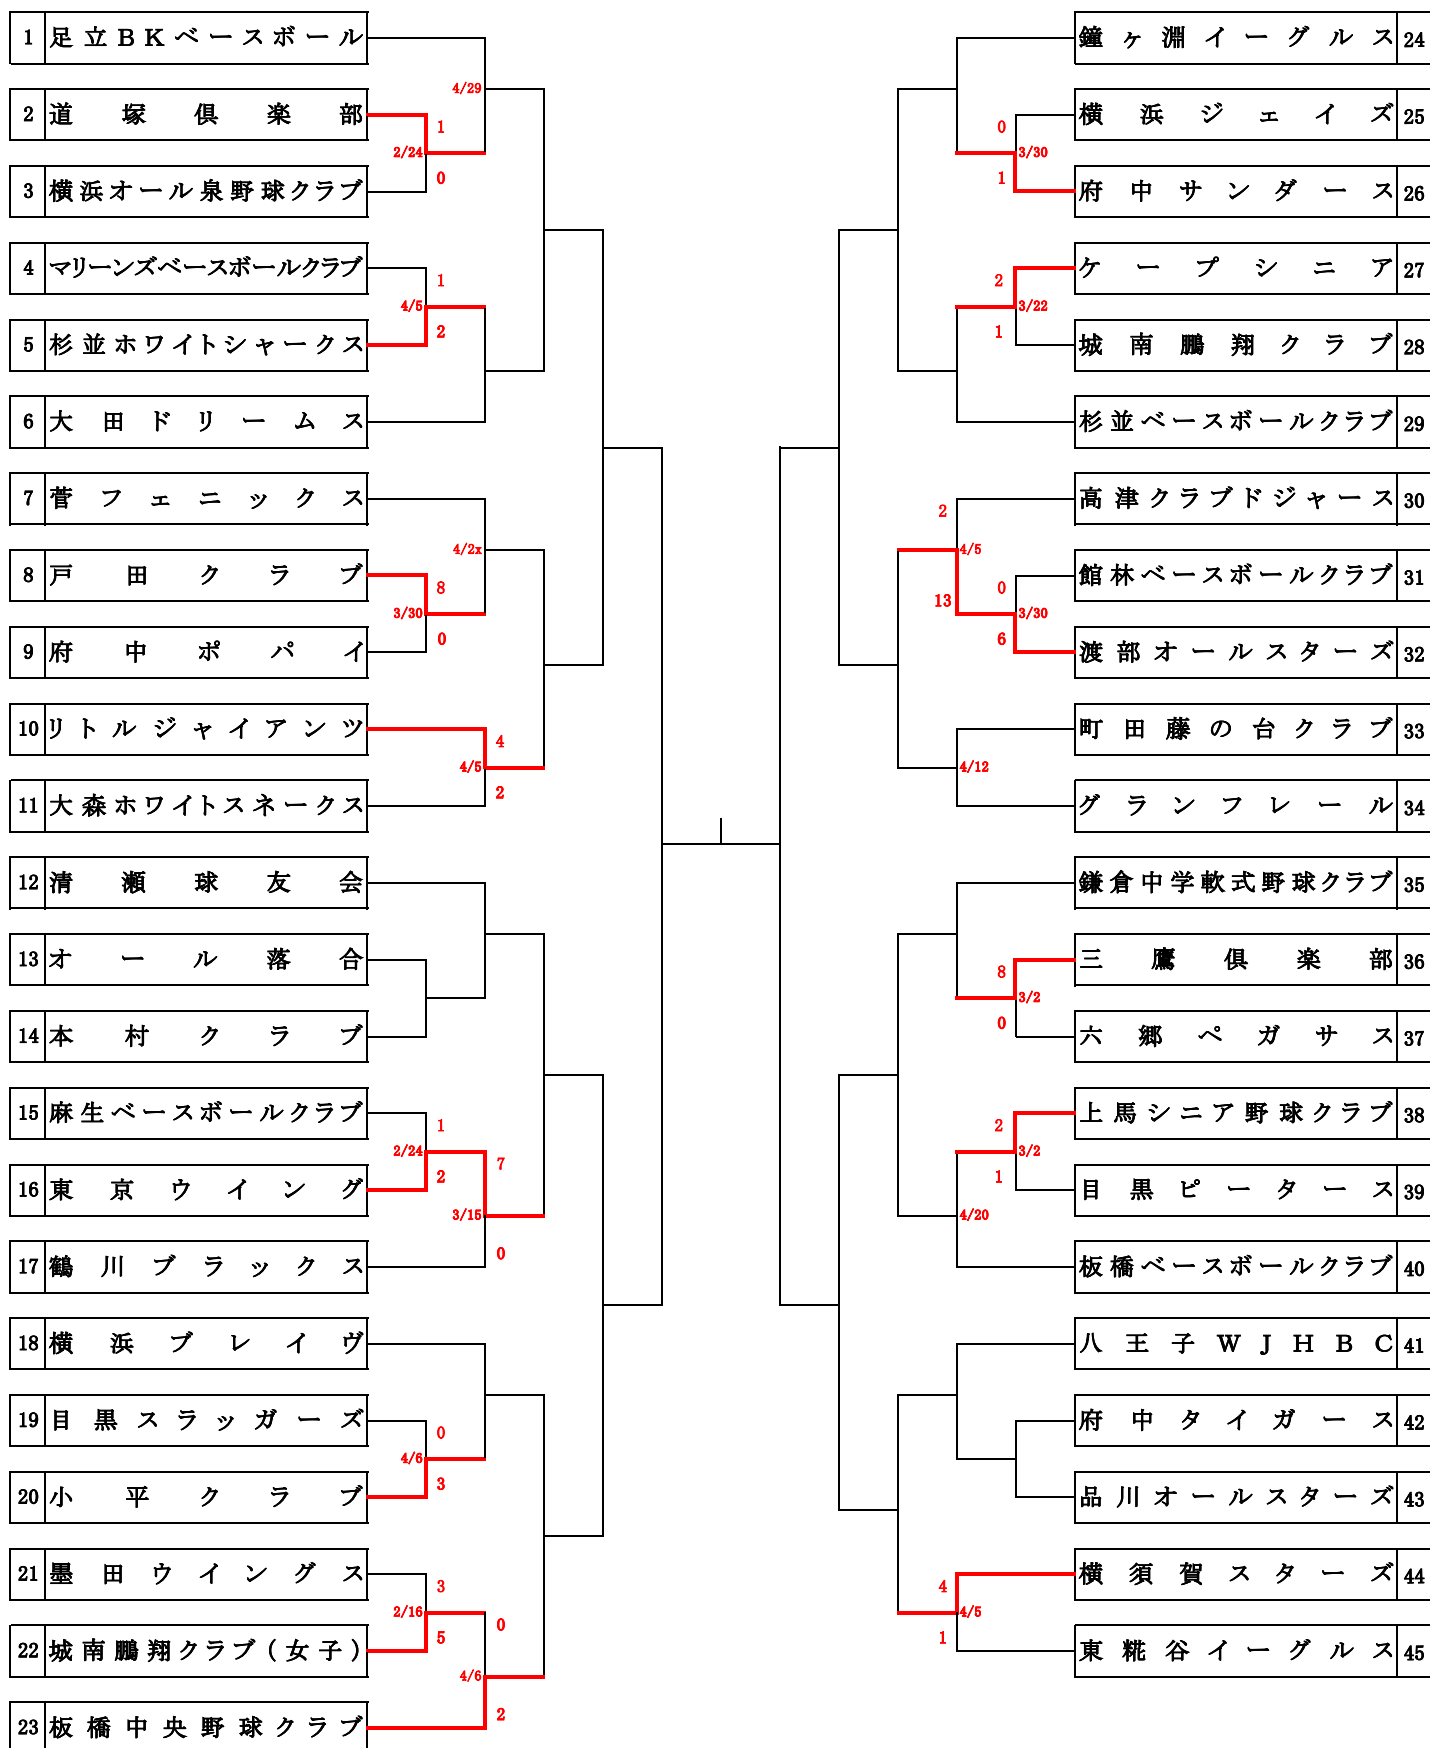 1 足立BKベースボール
4/29
2 道塚倶楽部
1
2/24
0
3 横浜オール泉野球クラブ
4 マリーンズベースボールクラブ
1
4/5
2
5 杉並ホワイトシャークス
6 大田ドリームス
7 菅フェニックス
4/2x
8 戸田クラブ
8
3/30
0
9 府中ポパイ
10 リトルジャイアンツ
4
4/5
2
11 大森ホワイトスネークス
12 清瀬球友会
13 オール落合
14 本村クラブ
15 麻生ベースボールクラブ
1
2/24
2
7
16 東京ウイング
3/15
0
17 鶴川ブラックス
18 横浜ブレイヴ
19 目黒スラッガーズ
0
4/6
3
20 小平クラブ
21 墨田ウイングス
3
2/16
5
0
22 城南鵬翔クラブ(女子)
4/6
2
23 板橋中央野球クラブ
鐘ヶ淵イーグルス 24
横浜ジェイズ 25
0
3/30
1
府中サンダース 26
ケープシニア 27
2
3/22
1
城南鵬翔クラブ 28
杉並ベースボールクラブ 29
高津クラブドジャース 30
2
4/5
13
館林ベースボールクラブ 31
0
3/30
6
渡部オールスターズ 32
町田藤の台クラブ 33
4/12
グランフレール 34
鎌倉中学軟式野球クラブ 35
三鷹倶楽部 36
8
3/2
0
六郷ペガサス 37
上馬シニア野球クラブ 38
2
3/2
1
目黒ピータース 39
4/20
板橋ベースボールクラブ 40
八王子WJHBC 41
府中タイガース 42
品川オールスターズ 43
横須賀スターズ 44
4
4/5
1
東糀谷イーグルス 45